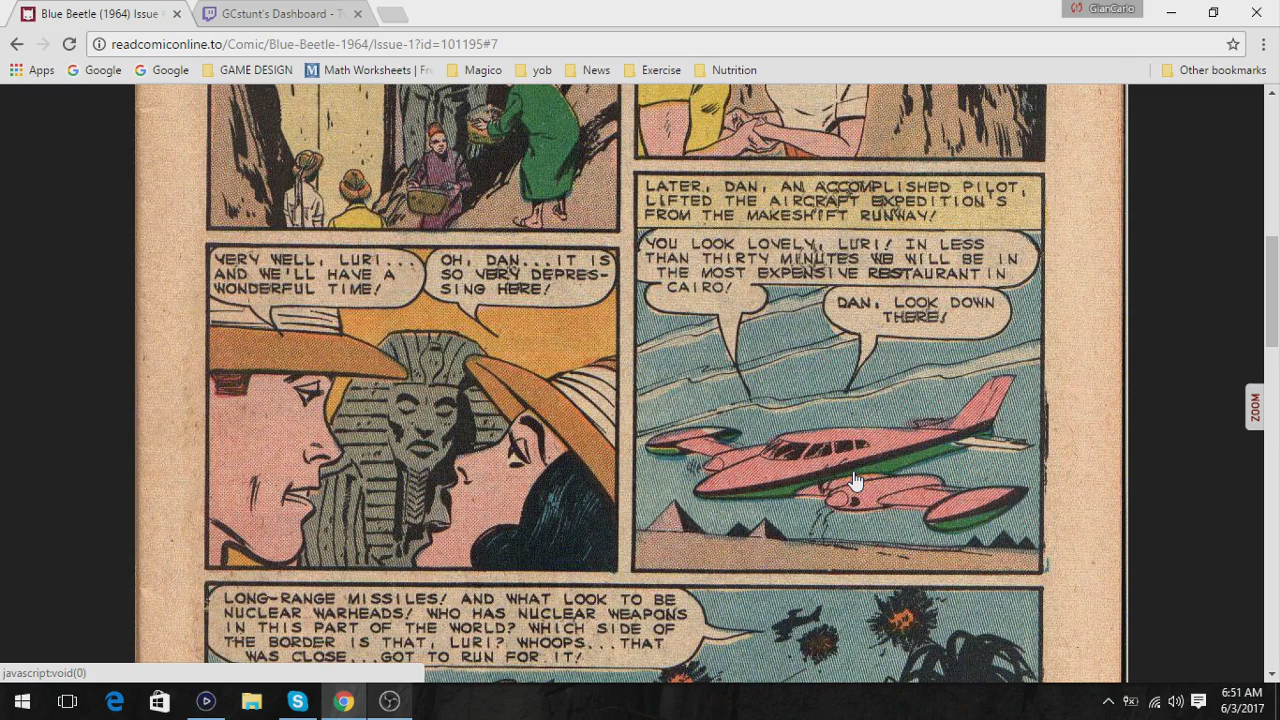 Blue Beetle (1964) Issue
GCstunt's Dashboard - Tw
GianCarlo
readcomiconline.to/Comic/Blue-Beetle-1964/Issue-1?id=101195#7
Apps
Google
Google
GAME DESIGN
Math Worksheets | Fr
Magico
yob
News
Exercise
Nutrition
Other bookmarks
LATER, DAN, AN ACCOMPLISHED PILOT,
LIFTED THE AIRCRAFT EXPEDITION'S
FROM THE MAKESHIFT RUNWAY!
VERY WELL, LURI...
AND WE'LL HAVE A
WONDERFUL TIME!
OH, DAN...IT IS
SO VERY DEPRES-
SING HERE!
YOU LOOK LOVELY, LURI! IN LESS
THAN THIRTY MINUTES WE WILL BE IN
THE MOST EXPENSIVE RESTAURANT IN
CAIRO!
DAN, LOOK DOWN
THERE!
ZOOM
LONG-RANGE MISSILES! AND WHAT LOOK TO BE
NUCLEAR WARHEADS! WHO HAS NUCLEAR WEAPONS
IN THIS PART OF THE WORLD? WHICH SIDE OF
THE BORDER IS THAT, LURI? WHOOPS...THAT
WAS CLOSE...GOT TO RUN FOR IT!
javascript:void(0)
6:51 AM
6/3/2017